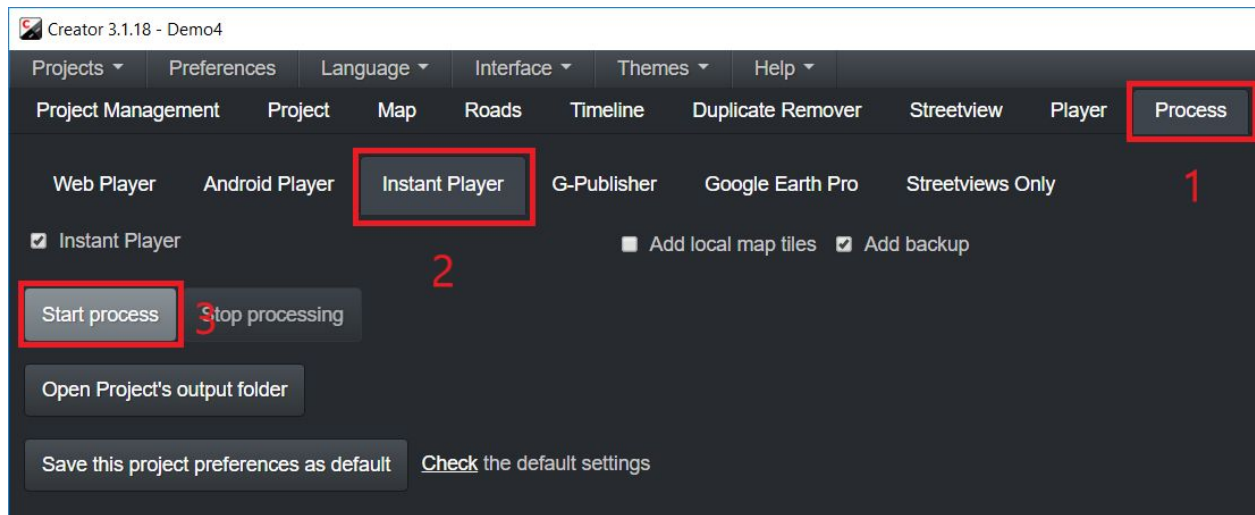 Creator 3.1.18 - Demo4
Projects Preferences Language Interface Themes Help
Project Management Project Map Roads Timeline Duplicate Remover Streetview Player Process
Web Player Android Player Instant Player G-Publisher Google Earth Pro Streetviews Only 1
Instant Player Add local map tiles Add backup
2
Start process 3 Stop processing
Open Project's output folder
Save this project preferences as default Check the default settings